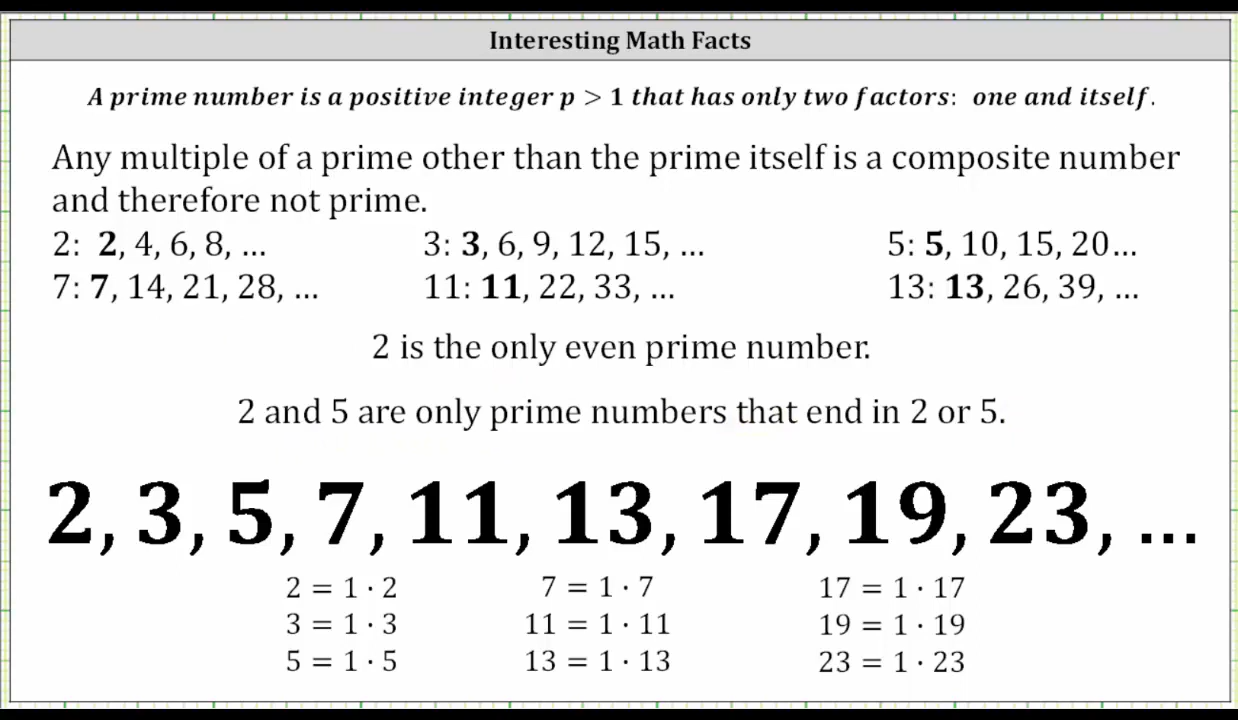 Interesting Math Facts
A prime number is a positive integer p > 1 that has only two factors: one and itself.
Any multiple of a prime other than the prime itself is a composite number
and therefore not prime.
2: 2, 4, 6, 8, ... 3: 3, 6, 9, 12, 15, ... 5: 5, 10, 15, 20...
7: 7, 14, 21, 28, ... 11: 11, 22, 33, ... 13: 13, 26, 39, ...
2 is the only even prime number.
2 and 5 are only prime numbers that end in 2 or 5.
2, 3, 5, 7, 11, 13, 17, 19, 23, ...
2 = 1 · 2 7 = 1 · 7 17 = 1 · 17
3 = 1 · 3 11 = 1 · 11 19 = 1 · 19
5 = 1 · 5 13 = 1 · 13 23 = 1 · 23